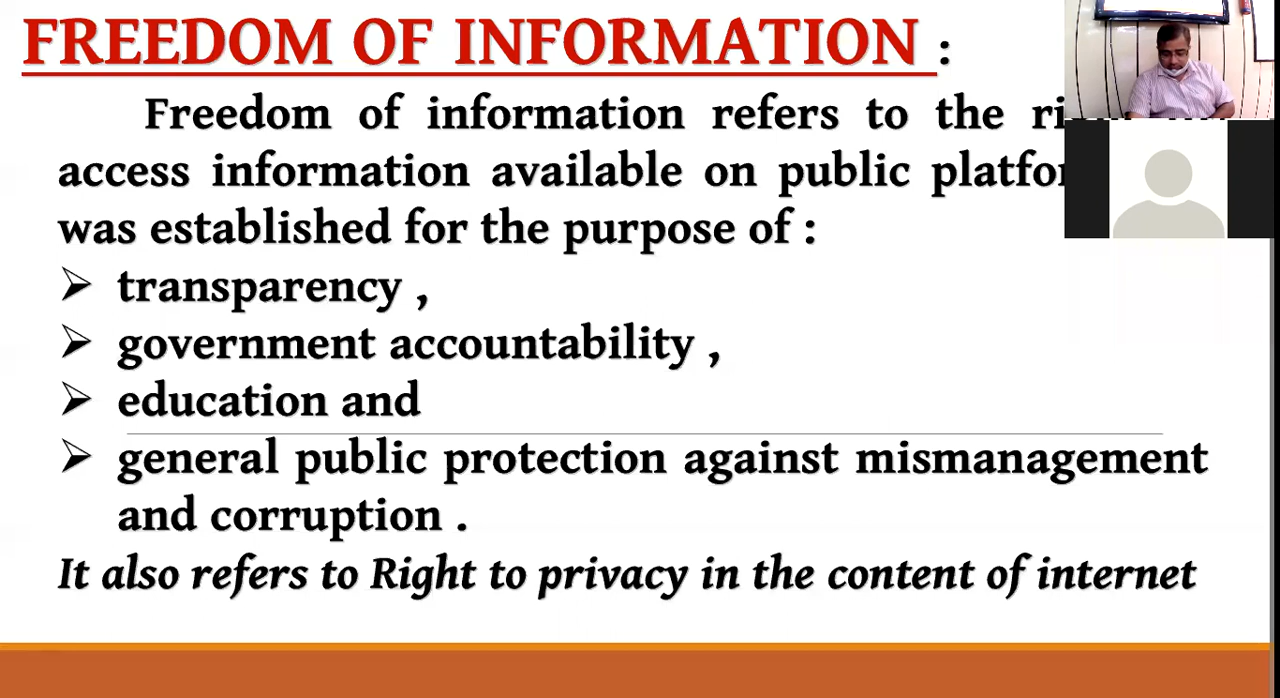 FREEDOM OF INFORMATION :
Freedom of information refers to the
access information available on public
was established for the purpose of :
➢ transparency ,
➢ government accountability ,
➢ education and
➢ general public protection against mismanagement
and corruption .
It also refers to Right to privacy in the content of internet